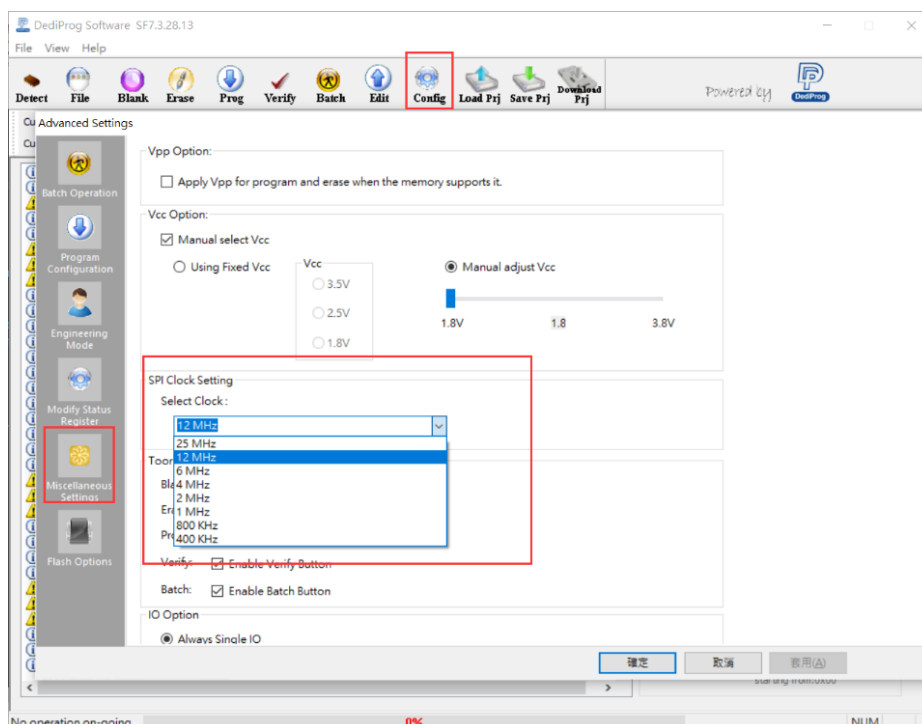 DediProg Software SF7.3.28.13
File View Help
Detect File Blank Erase Prog Verify Batch Edit Config Load Prj Save Prj Download Prj
Powered by DediProg
Cu
Cu
Advanced Settings
Batch Operation
Program Configuration
Engineering Mode
Modify Status Register
Miscellaneous Settings
Flash Options
Vpp Option:
Apply Vpp for program and erase when the memory supports it.
Vcc Option:
Manual select Vcc
Using Fixed Vcc
Vcc
3.5V
2.5V
1.8V
Manual adjust Vcc
1.8V 1.8 3.8V
SPI Clock Setting
Select Clock :
12 MHz
25 MHz
12 MHz
6 MHz
4 MHz
2 MHz
1 MHz
800 KHz
400 KHz
Verify: Enable Verify Button
Batch: Enable Batch Button
IO Option
Always Single IO
確定 取消 套用(A)
starting from:0x00
No operation on-going 0% NUM